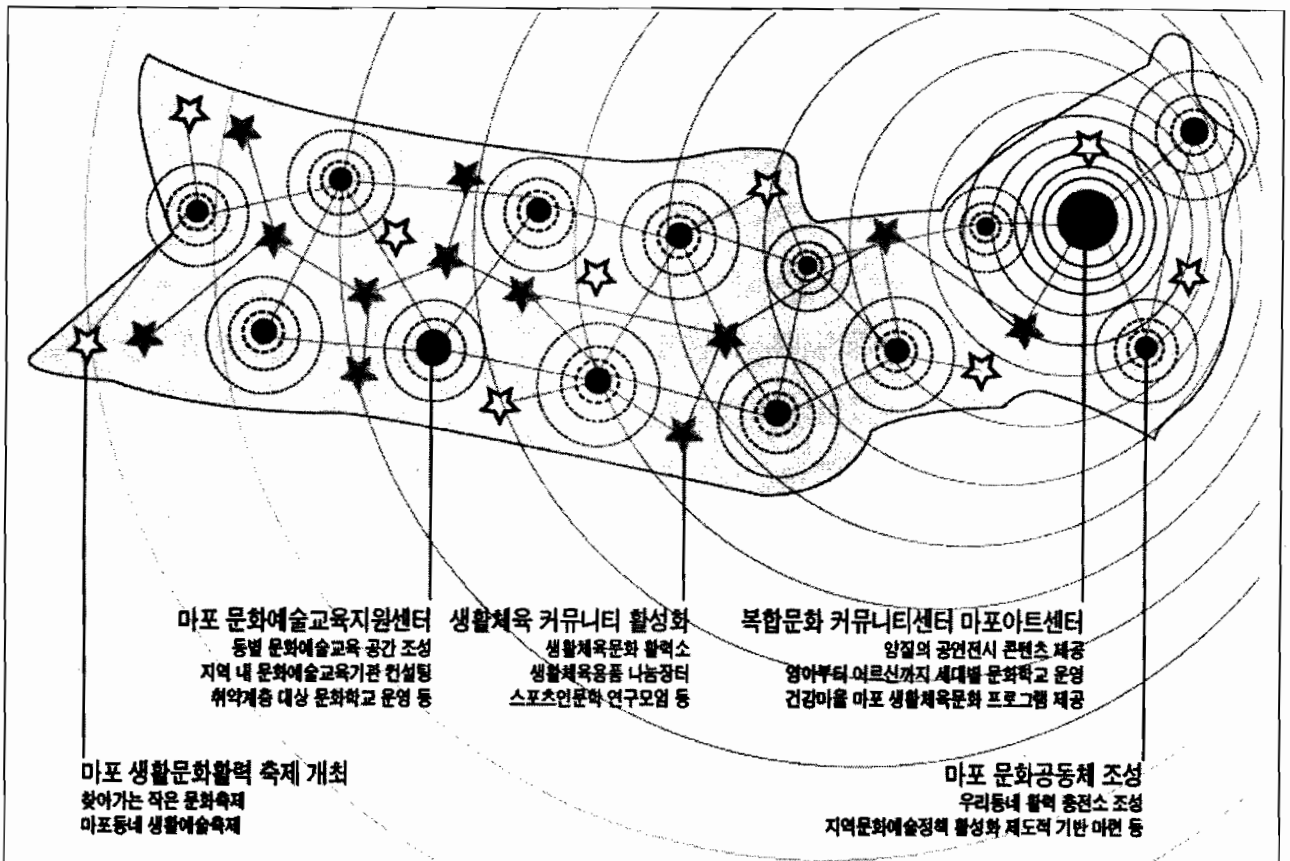 마포 문화예술교육지원센터
동별 문화예술교육 공간 조성
지역 내 문화예술교육기관 컨설팅
취약계층 대상 문화학교 운영 등
생활체육 커뮤니티 활성화
생활체육문화 활력소
생활체육용품 나눔장터
스포츠인문학 연구모임 등
복합문화 커뮤니티센터 마포아트센터
양질의 공연전시 콘텐츠 제공
영아부터 어르신까지 세대별 문화학교 운영
건강마을 마포 생활체육문화 프로그램 제공
마포 생활문화활력 축제 개최
찾아가는 작은 문화축제
마포동네 생활예술축제
마포 문화공동체 조성
우리동네 활력 충전소 조성
지역문화예술정책 활성화 제도적 기반 마련 등